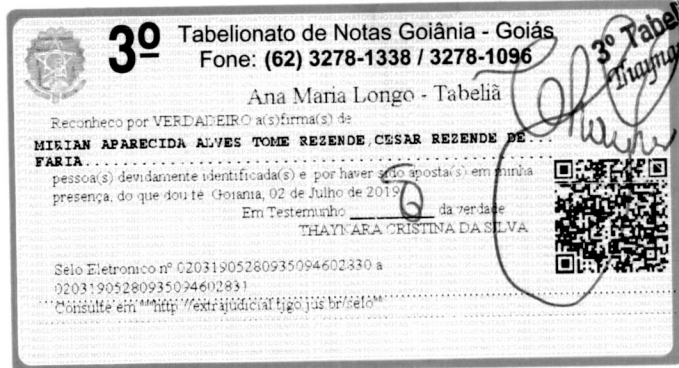 3º Tabelionato de Notas Goiânia - Goiás
Fone: (62) 3278-1338 / 3278-1096
3º Tabel
Thaynar
Ana Maria Longo - Tabeliã
Reconheco por VERDADEIRO a(s)firma(s) de
MIRIAN APARECIDA ALVES TOME REZENDE,CESAR REZENDE DE...
FARIA
pessoa(s) devidamente identificada(s) e por haver sido aposta(s) em minha
presença, do que dou fé Goiania, 02 de Julho de 2019
Em Testemunho ________ da verdade
THAYNARA CRISTINA DA SILVA
Selo Eletronico nº 02031905280935094602830 a
02031905280935094602831
Consulte em **http://extrajudicial.tjgo.jus.br/selo**